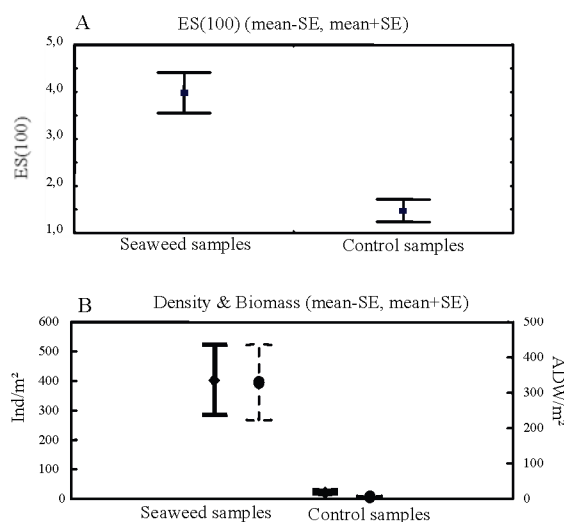 A
ES(100) (mean-SE, mean+SE)
5,0
4,0
3,0
2,0
1,0
ES(100)
Seaweed samples
Control samples
B
Density & Biomass (mean-SE, mean+SE)
600
500
400
300
200
100
0
Ind/m²
500
400
300
200
100
0
ADW/m²
Seaweed samples
Control samples